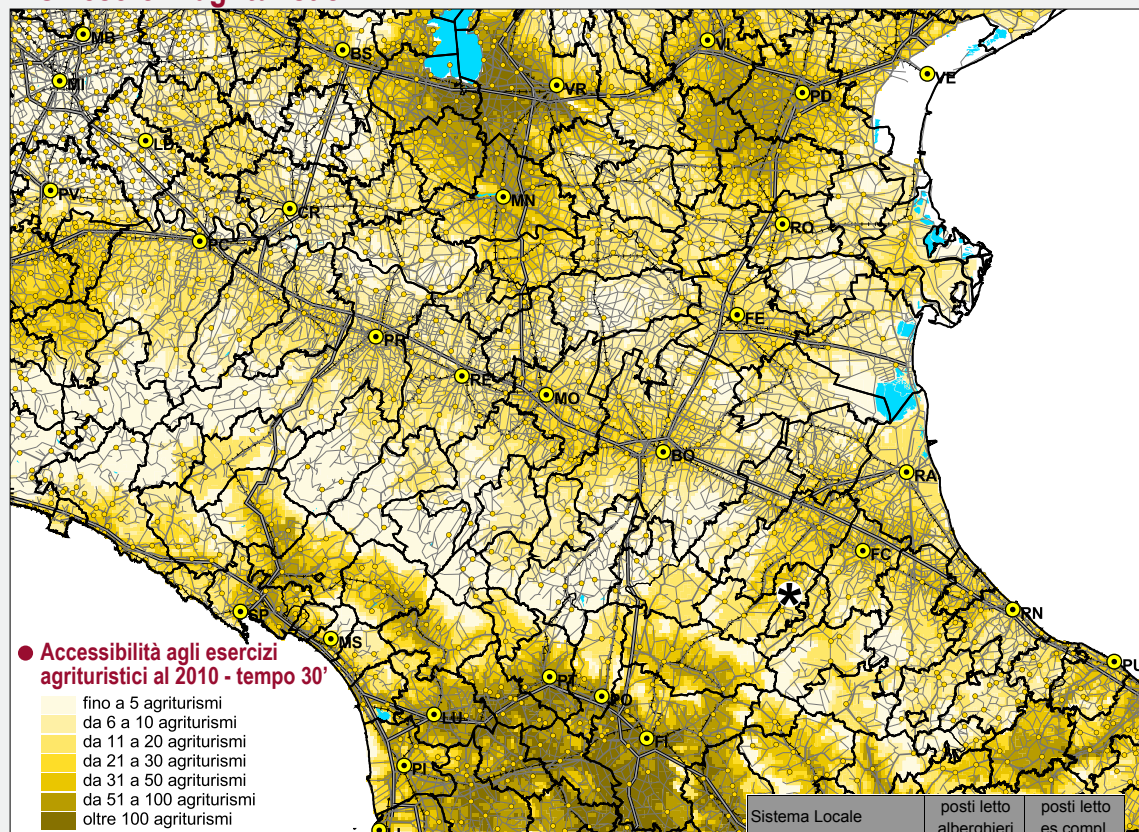 MB
BS
VI
VE
MI
VR
PD
PV
CR
MN
RO
PC
FE
PR
RE
MO
BO
RA
FC
*
SP
RN
MS
PU
PT
PO
LU
FI
PI
Accessibilità agli esercizi
agrituristici al 2010 - tempo 30'
fino a 5 agriturismi
da 6 a 10 agriturismi
da 11 a 20 agriturismi
da 21 a 30 agriturismi
da 31 a 50 agriturismi
da 51 a 100 agriturismi
oltre 100 agriturismi
Sistema Locale
posti letto
alberghieri
posti letto
es compl